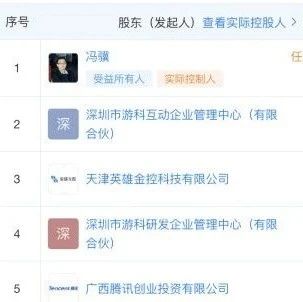 序号 股东（发起人）查看实际控股人 >
1 冯骥 任
受益所有人 实际控制人
2 深 深圳市游科互动企业管理中心（有限
合伙）
3 天津英雄金控科技有限公司
4 深 深圳市游科研发企业管理中心（有限
合伙）
5 Tencent 腾讯 广西腾讯创业投资有限公司